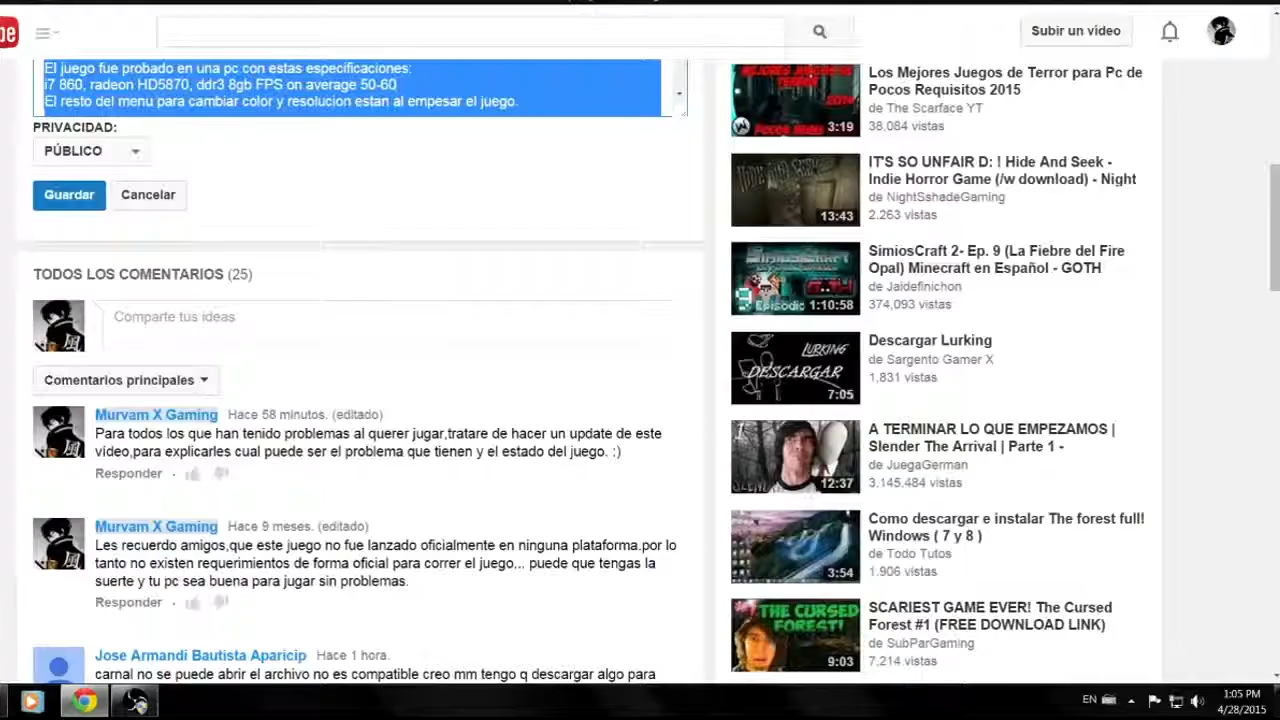 be
Subir un vídeo
El juego fue probado en una pc con estas especificaciones:
i7 860, radeon HD5870, ddr3 8gb FPS on average 50-60
El resto del menu para cambiar color y resolucion estan al empesar el juego.
PRIVACIDAD:
PÚBLICO
Guardar
Cancelar
TODOS LOS COMENTARIOS (25)
Comparte tus ideas
Comentarios principales
Murvam X Gaming Hace 58 minutos. (editado)
Para todos los que han tenido problemas al querer jugar,tratare de hacer un update de este
vídeo,para explicarles cual puede ser el problema que tienen y el estado del juego. :)
Responder ·
Murvam X Gaming Hace 9 meses. (editado)
Les recuerdo amigos,que este juego no fue lanzado oficialmente en ninguna plataforma.por lo
tanto no existen requerimientos de forma oficial para correr el juego... puede que tengas la
suerte y tu pc sea buena para jugar sin problemas.
Responder ·
Jose Armandi Bautista Aparicip Hace 1 hora.
carnal no se puede abrir el archivo no es compatible creo mm tengo q descargar algo para
2014
POCOS REQ
3:19
Los Mejores Juegos de Terror para Pc de
Pocos Requisitos 2015
de The Scarface YT
38,084 vistas
HIDE AND SEEK
13:43
IT'S SO UNFAIR D: ! Hide And Seek -
Indie Horror Game (/w download) - Night
de NightSshadeGaming
2.263 vistas
SIMIOSCRAFT
GOTH
9
Episodio
1:10:58
SimiosCraft 2- Ep. 9 (La Fiebre del Fire
Opal) Minecraft en Español - GOTH
de Jaidefinichon
374,093 vistas
LURKING
DESCARGAR
7:05
Descargar Lurking
de Sargento Gamer X
1,831 vistas
12:37
A TERMINAR LO QUE EMPEZAMOS |
Slender The Arrival | Parte 1 -
de JuegaGerman
3.145.484 vistas
3:54
Como descargar e instalar The forest full!
Windows ( 7 y 8 )
de Todo Tutos
1.906 vistas
THE CURSED
FOREST!
9:03
SCARIEST GAME EVER! The Cursed
Forest #1 (FREE DOWNLOAD LINK)
de SubParGaming
7,214 vistas
EN
1:05 PM
4/28/2015